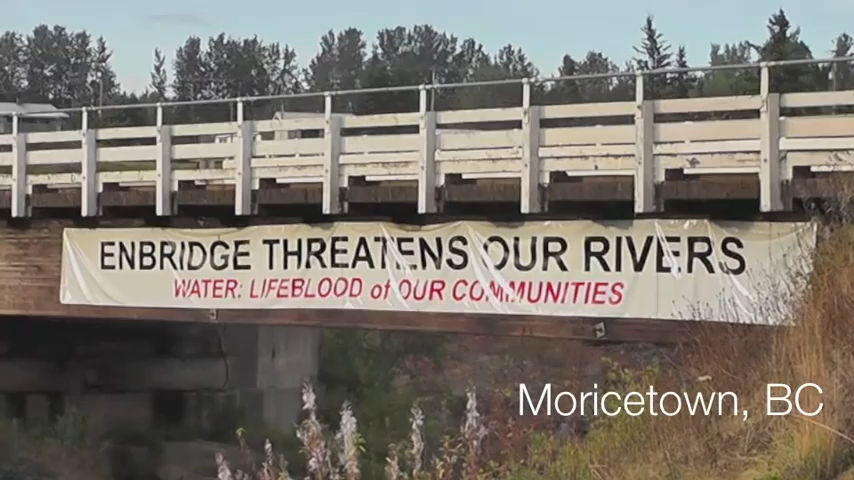 ENBRIDGE THREATENS OUR RIVERS
WATER: LIFEBLOOD of OUR COMMUNITIES
Moricetown, BC